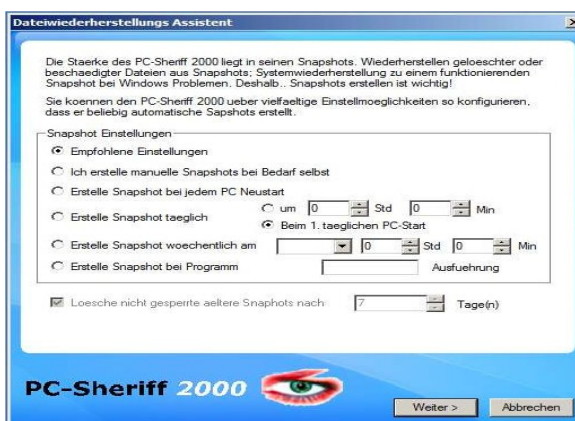 Dateiwiederherstellungs Assistent
Die Staerke des PC-Sheriff 2000 liegt in seinen Snapshots. Wiederherstellen geloeschter oder
beschaedigter Dateien aus Snapshots; Systemwiederherstellung zu einem funktionierenden
Snapshot bei Windows Problemen. Deshalb.. Snapshots erstellen ist wichtig!
Sie koennen den PC-Sheriff 2000 ueber vielfaeltige Einstellmoeglichkeiten so konfigurieren,
dass er beliebig automatische Sapshots erstellt.
Snapshot Einstellungen
Empfohlene Einstellungen
Ich erstelle manuelle Snapshots bei Bedarf selbst
Erstelle Snapshot bei jedem PC Neustart
Erstelle Snapshot taeglich
um 0 Std 0 Min
Beim 1. taeglichen PC-Start
Erstelle Snapshot woechentlich am 0 Std 0 Min
Erstelle Snapshot bei Programm Ausfuehrung
Loesche nicht gesperrte aeltere Snaphots nach 7 Tage(n)
PC-Sheriff 2000
Weiter > Abbrechen